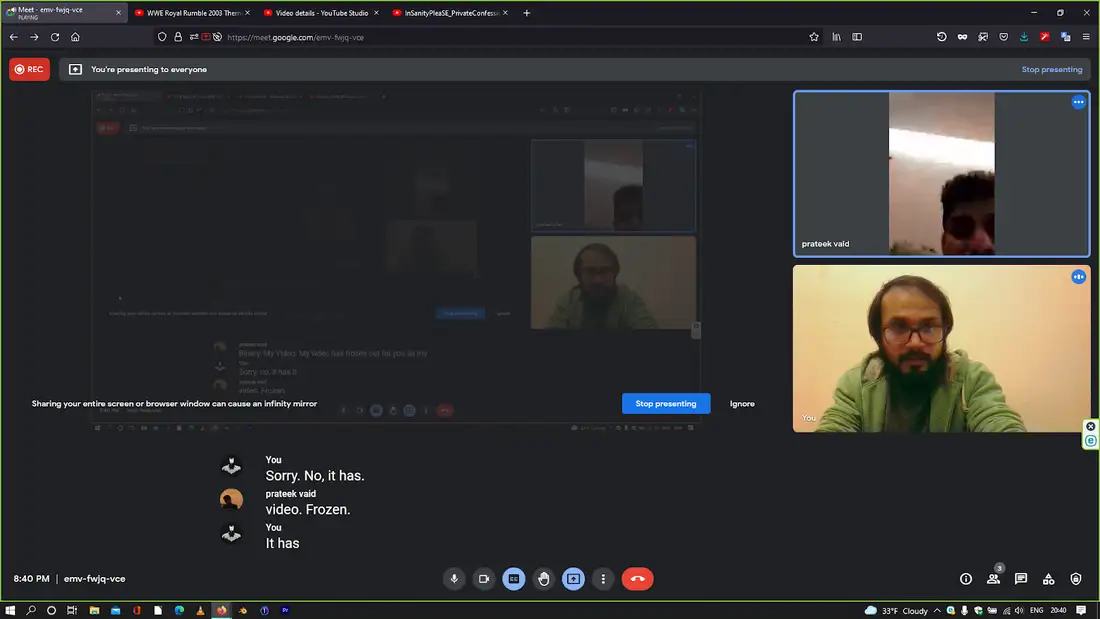 Meet - emv-fwjq-vce
PLAYING
WWE Royal Rumble 2003 Them
Video details - YouTube Studio
InSanityPleaSE_PrivateConfessi
https://meet.google.com/emv-fwjq-vce
REC
You're presenting to everyone
Stop presenting
prateek vaid
You
Sharing your entire screen or browser window can cause an infinity mirror
Stop presenting
Ignore
You
Sorry. No, it has.
prateek vaid
video. Frozen.
You
It has
8:40 PM | emv-fwjq-vce
3
33°F Cloudy
ENG
20:40